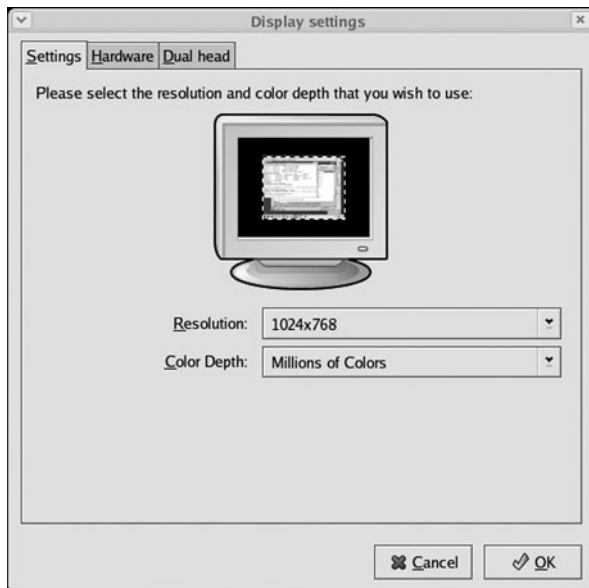 Display settings
Settings Hardware Dual head
Please select the resolution and color depth that you wish to use:
Resolution: 1024x768
Color Depth: Millions of Colors
Cancel OK